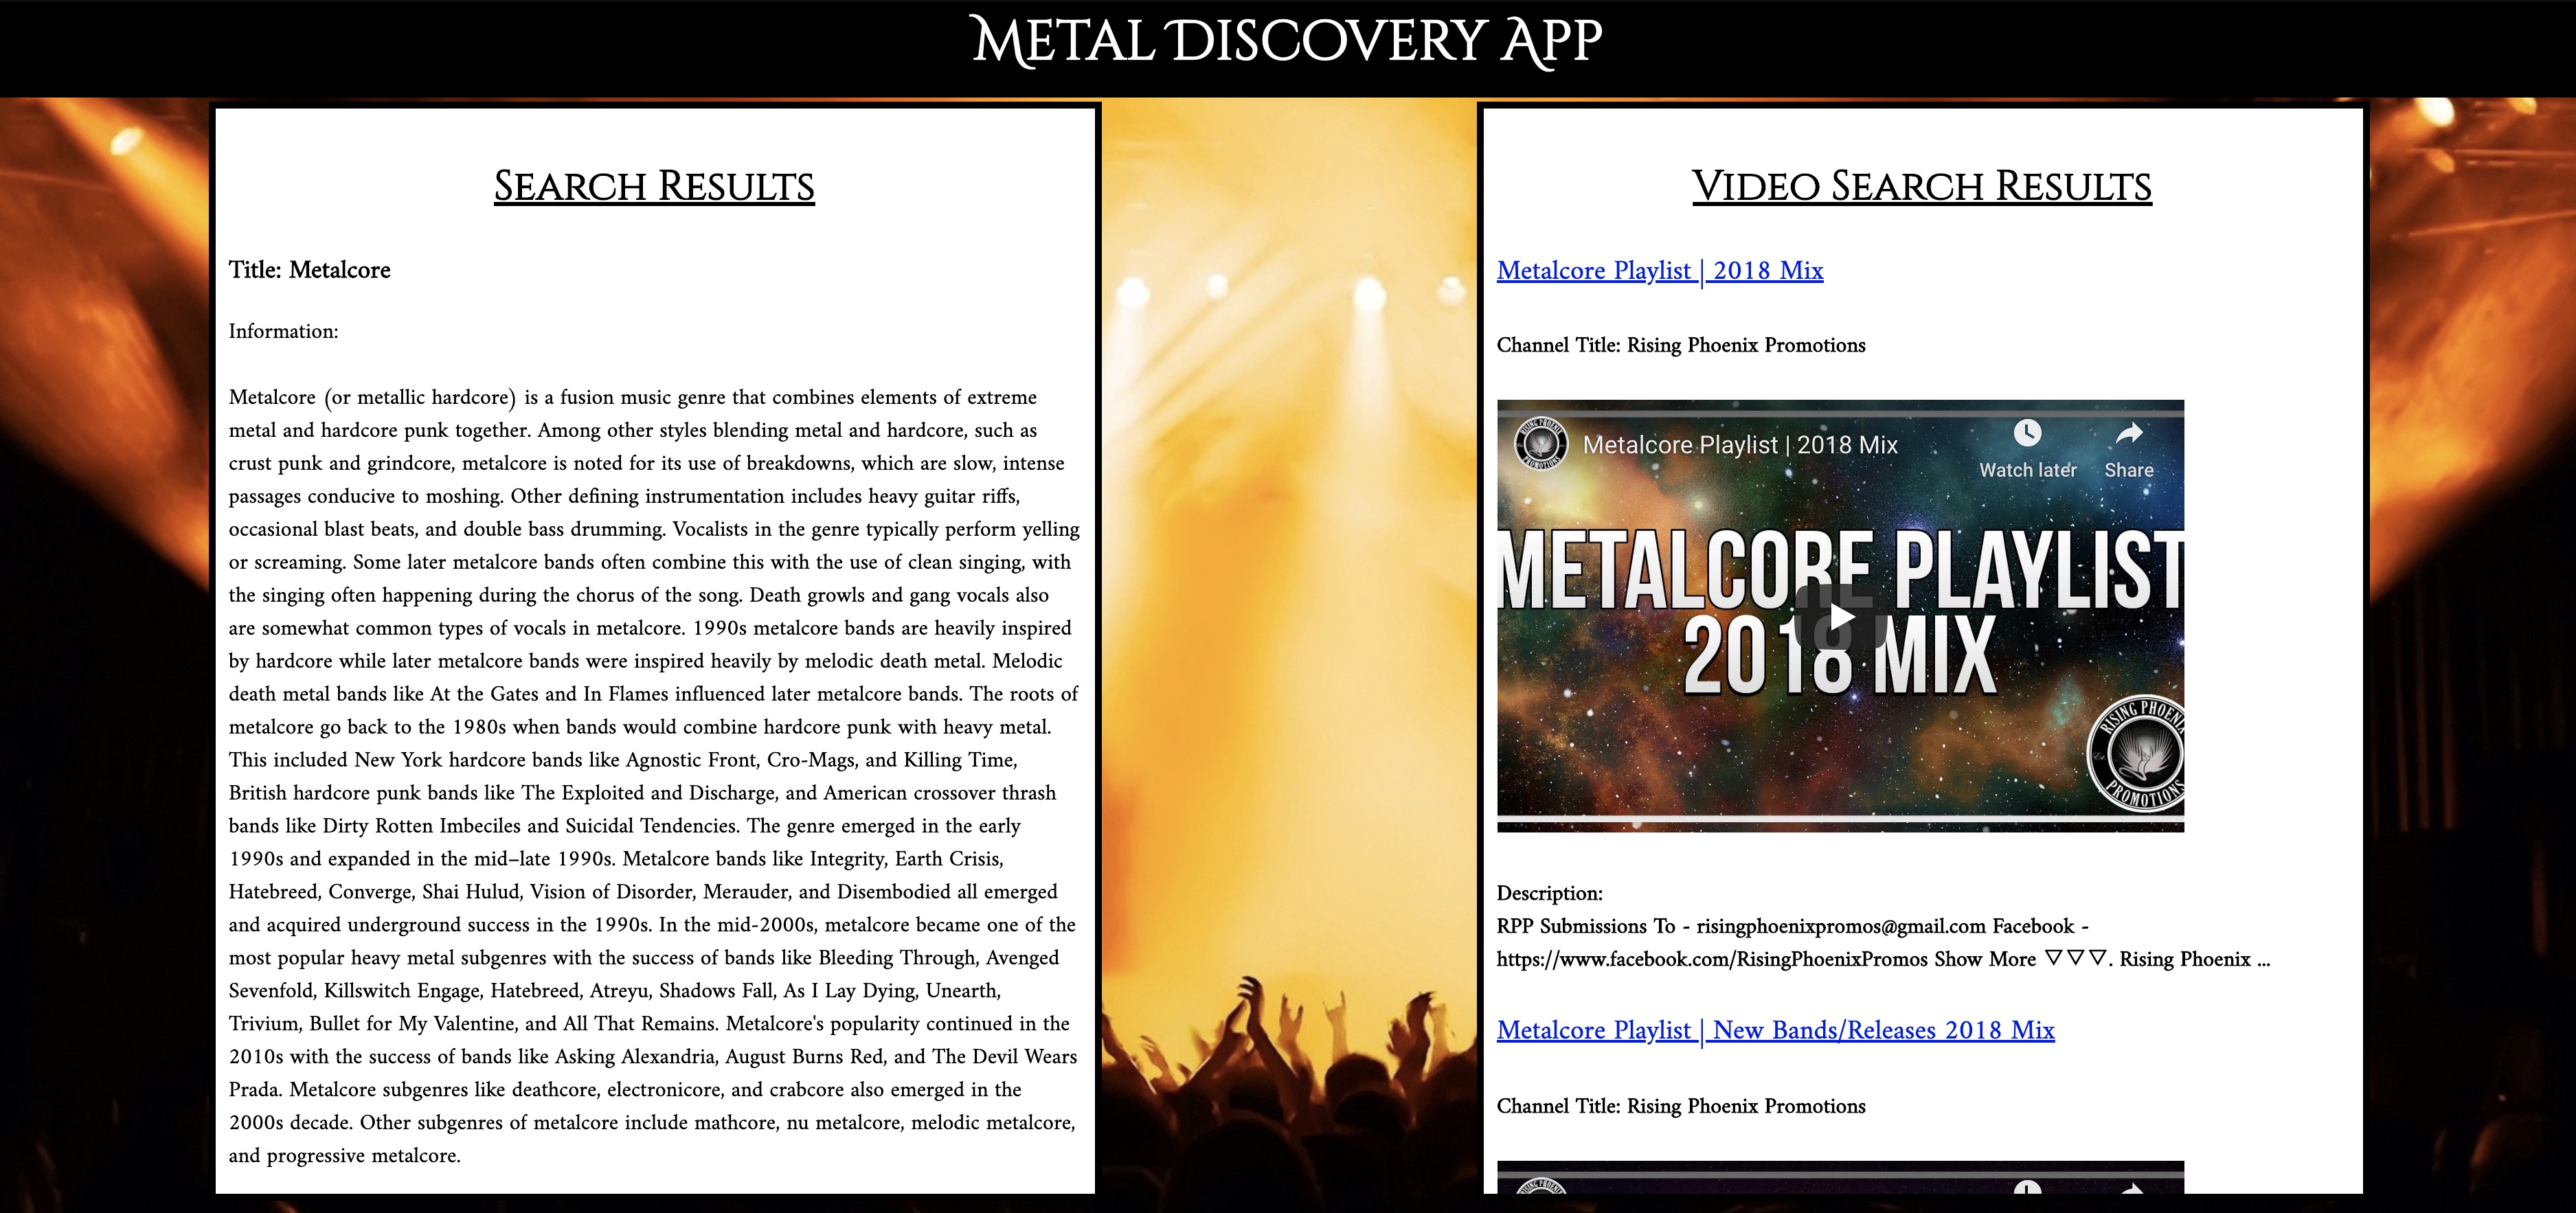 Metal Discovery App
Search Results
Title: Metalcore
Information:
Metalcore (or metallic hardcore) is a fusion music genre that combines elements of extreme
metal and hardcore punk together. Among other styles blending metal and hardcore, such as
crust punk and grindcore, metalcore is noted for its use of breakdowns, which are slow, intense
passages conducive to moshing. Other defining instrumentation includes heavy guitar riffs,
occasional blast beats, and double bass drumming. Vocalists in the genre typically perform yelling
or screaming. Some later metalcore bands often combine this with the use of clean singing, with
the singing often happening during the chorus of the song. Death growls and gang vocals also
are somewhat common types of vocals in metalcore. 1990s metalcore bands are heavily inspired
by hardcore while later metalcore bands were inspired heavily by melodic death metal. Melodic
death metal bands like At the Gates and In Flames influenced later metalcore bands. The roots of
metalcore go back to the 1980s when bands would combine hardcore punk with heavy metal.
This included New York hardcore bands like Agnostic Front, Cro-Mags, and Killing Time,
British hardcore punk bands like The Exploited and Discharge, and American crossover thrash
bands like Dirty Rotten Imbeciles and Suicidal Tendencies. The genre emerged in the early
1990s and expanded in the mid–late 1990s. Metalcore bands like Integrity, Earth Crisis,
Hatebreed, Converge, Shai Hulud, Vision of Disorder, Merauder, and Disembodied all emerged
and acquired underground success in the 1990s. In the mid-2000s, metalcore became one of the
most popular heavy metal subgenres with the success of bands like Bleeding Through, Avenged
Sevenfold, Killswitch Engage, Hatebreed, Atreyu, Shadows Fall, As I Lay Dying, Unearth,
Trivium, Bullet for My Valentine, and All That Remains. Metalcore's popularity continued in the
2010s with the success of bands like Asking Alexandria, August Burns Red, and The Devil Wears
Prada. Metalcore subgenres like deathcore, electronicore, and crabcore also emerged in the
2000s decade. Other subgenres of metalcore include mathcore, nu metalcore, melodic metalcore,
and progressive metalcore.
Video Search Results
Metalcore Playlist | 2018 Mix
Channel Title: Rising Phoenix Promotions
RISING PHOENIX
PROMOTIONS
Metalcore Playlist | 2018 Mix
Watch later
Share
METALCORE PLAYLIST
2018 MIX
RISING PHOENIX
PROMOTIONS
Description:
RPP Submissions To - risingphoenixpromos@gmail.com Facebook -
https://www.facebook.com/RisingPhoenixPromos Show More ▽▽▽. Rising Phoenix ...
Metalcore Playlist | New Bands/Releases 2018 Mix
Channel Title: Rising Phoenix Promotions